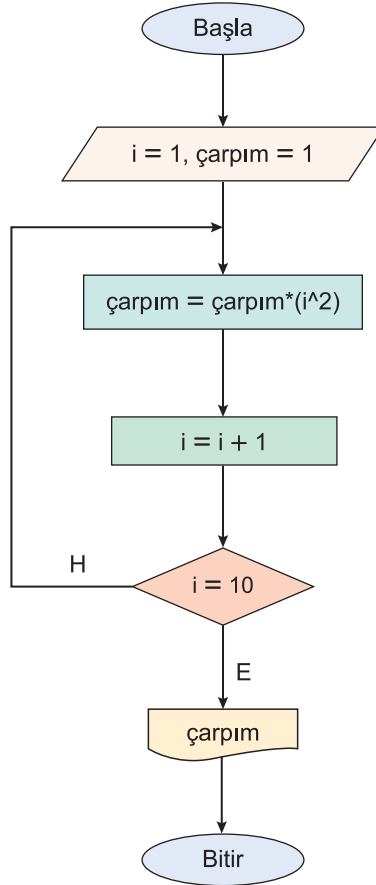 Başla
i = 1, çarpım = 1
çarpım = çarpım*(i^2)
i = i + 1
H
i = 10
E
çarpım
Bitir